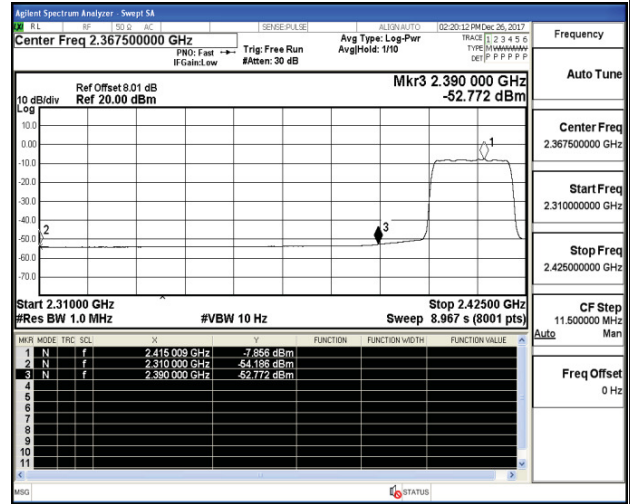 Agilent Spectrum Analyzer - Swept SA
RL RF 50 Ω AC SENSE:PULSE ALIGNAUTO 02:20:12 PM Dec 26, 2017
Center Freq 2.367500000 GHz
PNO: Fast
IFGain:Low
Trig: Free Run
#Atten: 30 dB
Avg Type: Log-Pwr
Avg|Hold: 1/10
TRACE 1 2 3 4 5 6
TYPE M W W W W W
DET P P P P P P
Ref Offset 8.01 dB
10 dB/div Ref 20.00 dBm
Log
Mkr3 2.390 000 GHz
-52.772 dBm
10.0
0.00
-10.0
-20.0
-30.0
-40.0
-50.0
-60.0
-70.0
1
2
3
Start 2.31000 GHz Stop 2.42500 GHz
#Res BW 1.0 MHz #VBW 10 Hz Sweep 8.967 s (8001 pts)
MKR MODE TRC SCL X Y FUNCTION FUNCTION WIDTH FUNCTION VALUE
1 N f 2.415 009 GHz -7.856 dBm
2 N f 2.310 000 GHz -54.186 dBm
3 N f 2.390 000 GHz -52.772 dBm
4
5
6
7
8
9
10
11
MSG STATUS
Frequency
Auto Tune
Center Freq
2.367500000 GHz
Start Freq
2.310000000 GHz
Stop Freq
2.425000000 GHz
CF Step
11.500000 MHz
Auto Man
Freq Offset
0 Hz